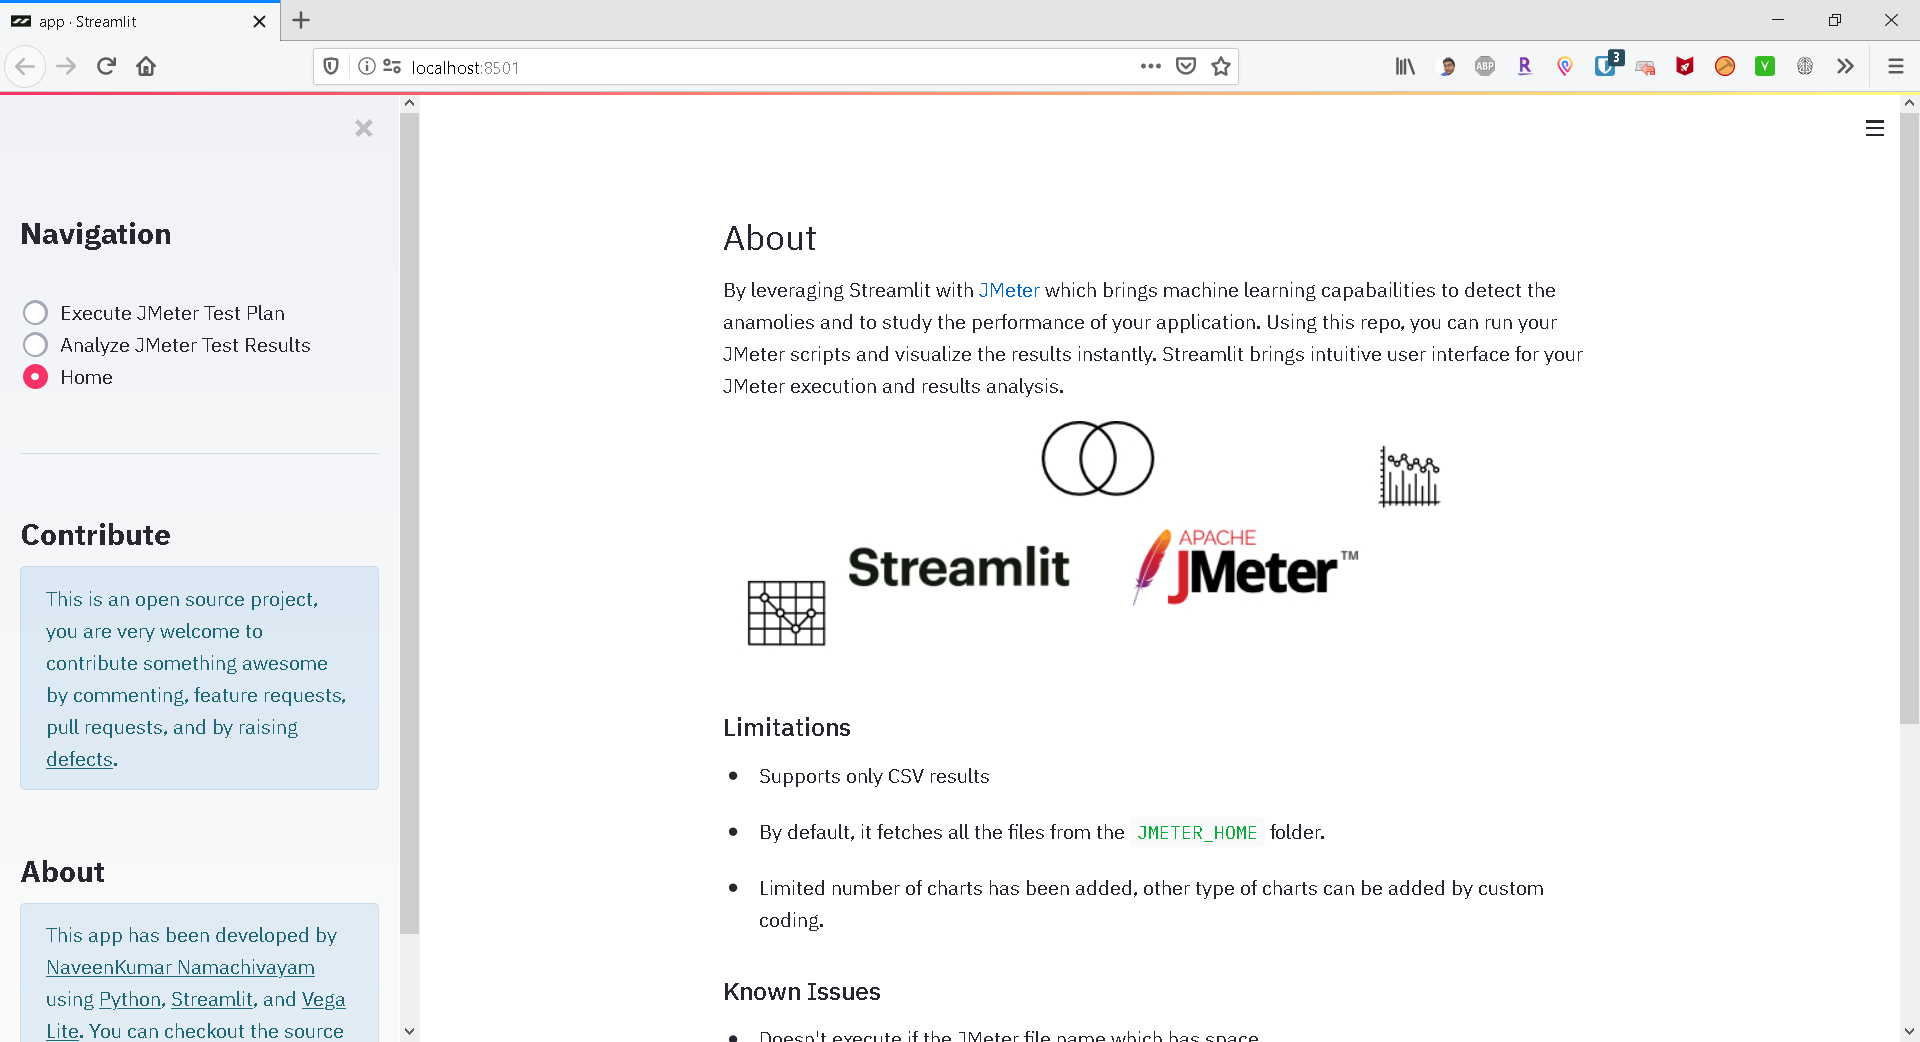 app · Streamlit
localhost:8501
ABP
R
3
V
Navigation
Execute JMeter Test Plan
Analyze JMeter Test Results
Home
Contribute
This is an open source project,
you are very welcome to
contribute something awesome
by commenting, feature requests,
pull requests, and by raising
defects.
About
This app has been developed by
NaveenKumar Namachivayam
using Python, Streamlit, and Vega
Lite. You can checkout the source
About
By leveraging Streamlit with JMeter which brings machine learning capabailities to detect the
anamolies and to study the performance of your application. Using this repo, you can run your
JMeter scripts and visualize the results instantly. Streamlit brings intuitive user interface for your
JMeter execution and results analysis.
Streamlit
APACHE
JMeter™
Limitations
Supports only CSV results
By default, it fetches all the files from the JMETER_HOME folder.
Limited number of charts has been added, other type of charts can be added by custom
coding.
Known Issues
Doesn't execute if the JMeter file name which has space